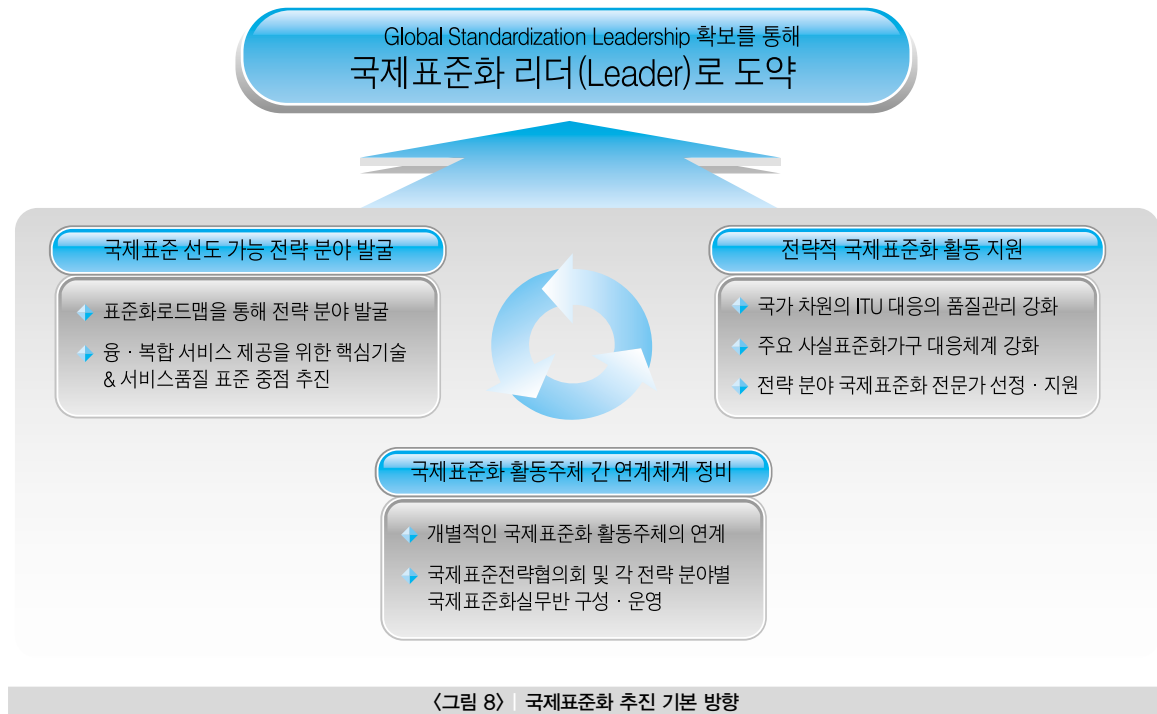 Global Standardization Leadership 확보를 통해
국제표준화 리더(Leader)로 도약
국제표준 선도 가능 전략 분야 발굴
표준화로드맵을 통해 전략 분야 발굴
융 · 복합 서비스 제공을 위한 핵심기술
& 서비스품질 표준 중점 추진
전략적 국제표준화 활동 지원
국가 차원의 ITU 대응의 품질관리 강화
주요 사실표준화가구 대응체계 강화
전략 분야 국제표준화 전문가 선정 · 지원
국제표준화 활동주체 간 연계체계 정비
개별적인 국제표준화 활동주체의 연계
국제표준전략협의회 및 각 전략 분야별
국제표준화실무반 구성 · 운영
〈그림 8〉 | 국제표준화 추진 기본 방향